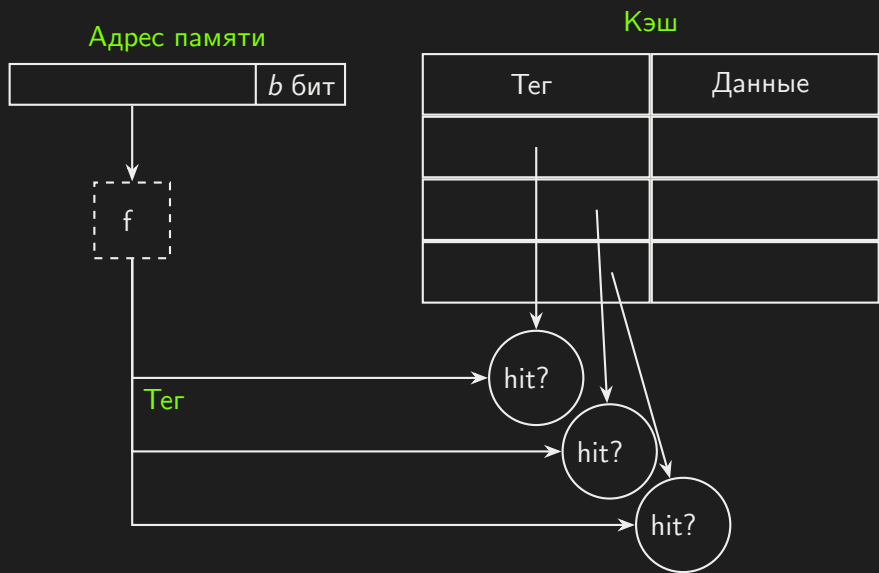 Адрес памяти
b бит
f
Тег
Кэш
Тег
Данные
hit?
hit?
hit?